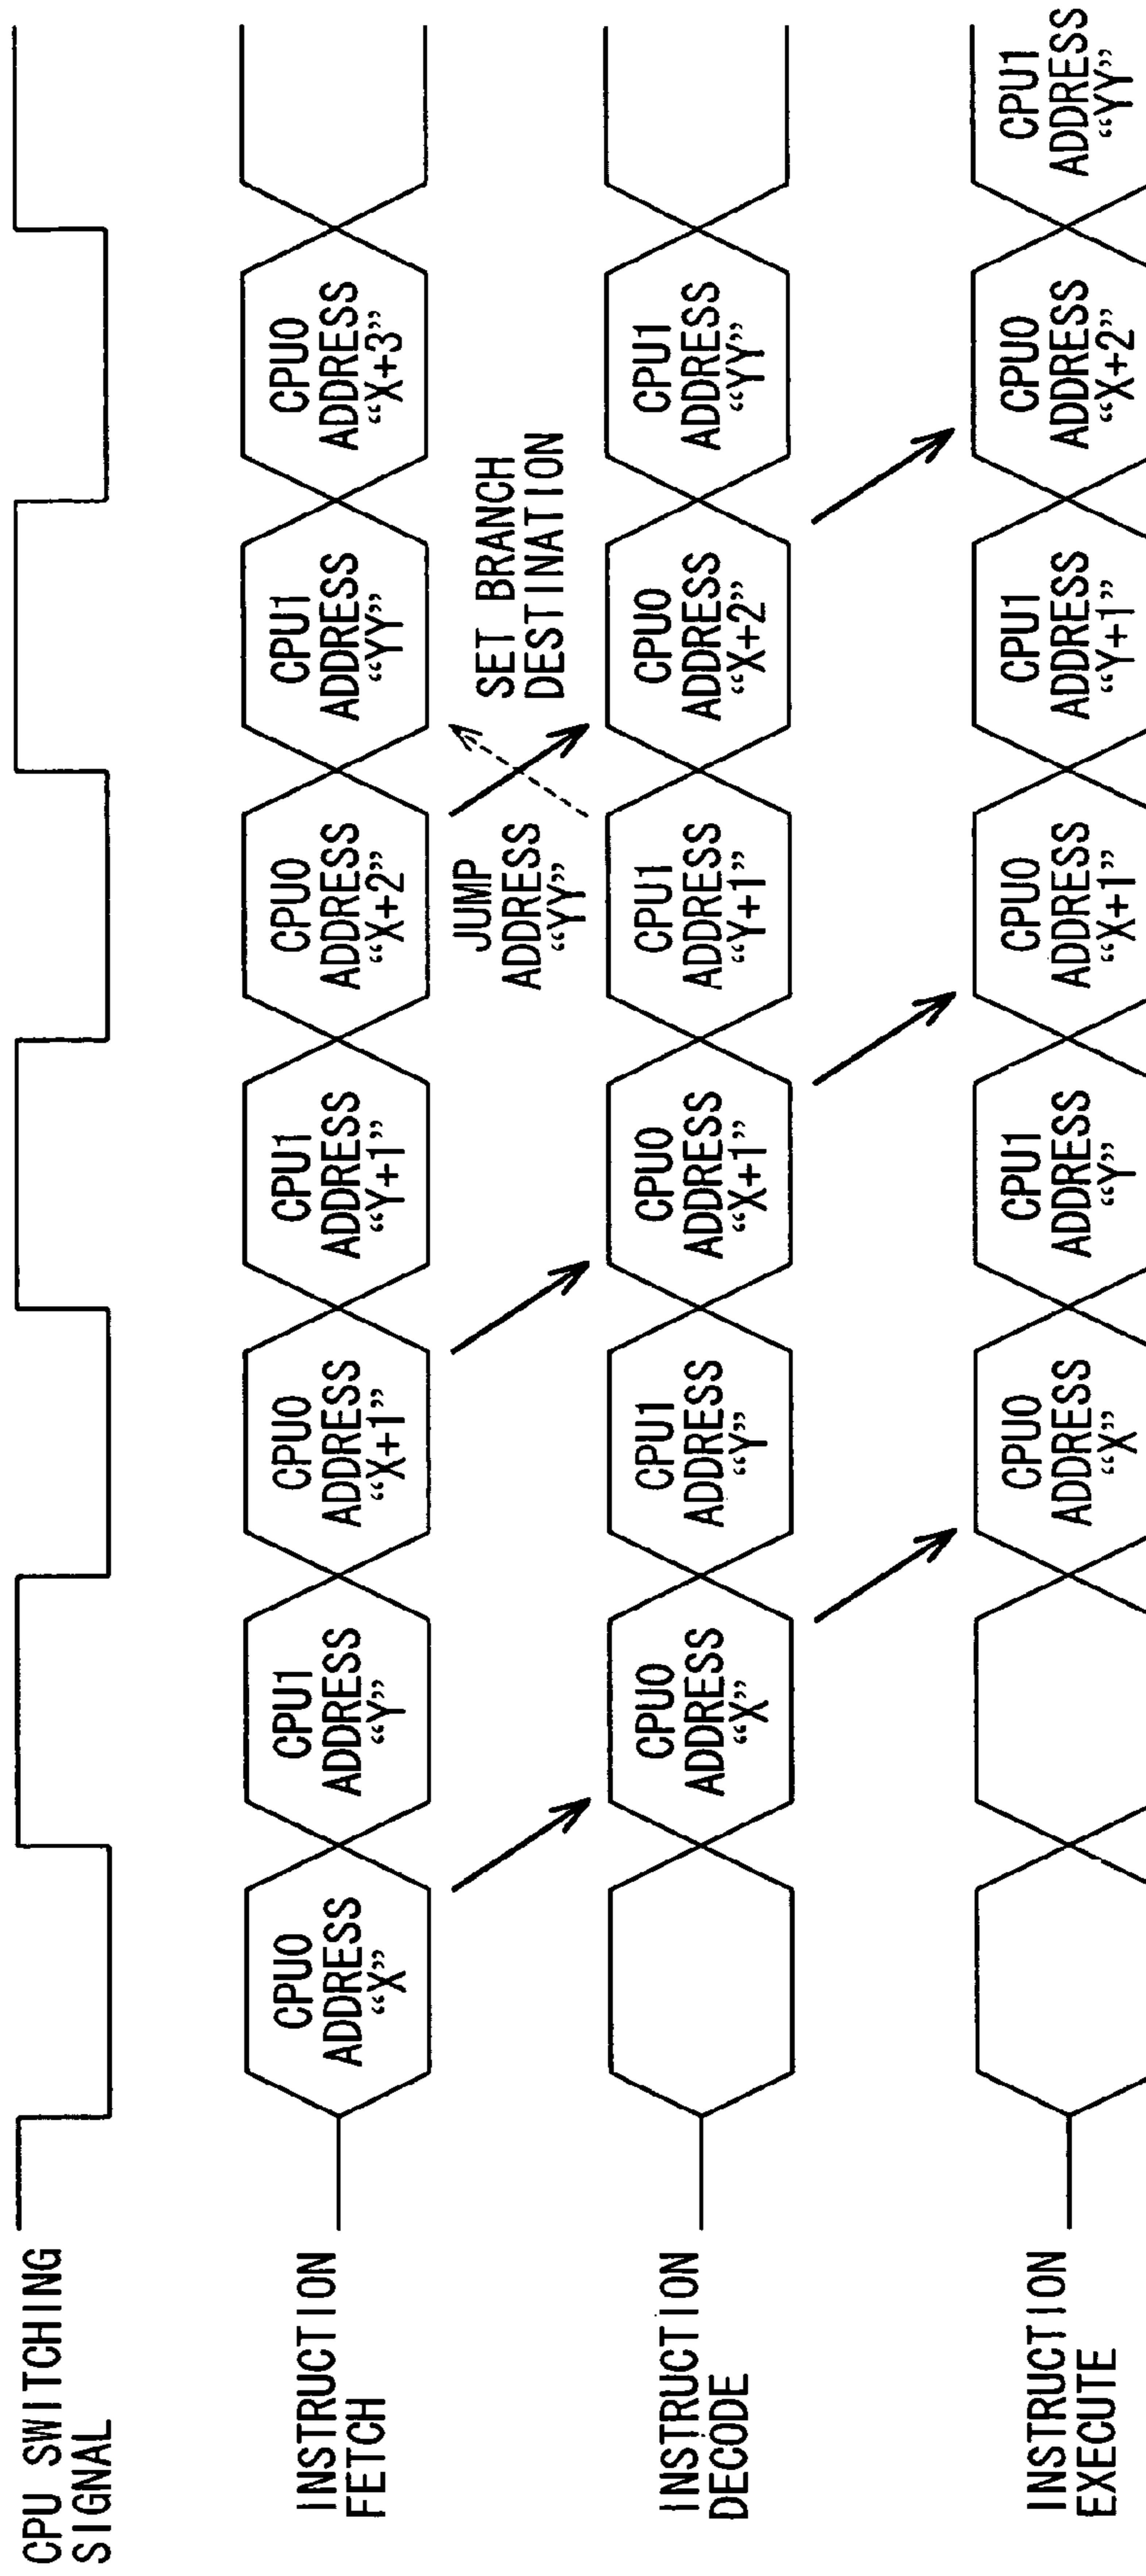 CPU SWITCHING
SIGNAL
INSTRUCTION
FETCH
CPU0
ADDRESS
“X”
CPU1
ADDRESS
“Y”
CPU0
ADDRESS
“X+1”
CPU1
ADDRESS
“Y+1”
CPU0
ADDRESS
“X+2”
CPU1
ADDRESS
“YY”
CPU0
ADDRESS
“X+3”
JUMP
ADDRESS
“YY”
SET BRANCH
DESTINATION
INSTRUCTION
DECODE
CPU0
ADDRESS
“X”
CPU1
ADDRESS
“Y”
CPU0
ADDRESS
“X+1”
CPU1
ADDRESS
“Y+1”
CPU0
ADDRESS
“X+2”
CPU1
ADDRESS
“YY”
INSTRUCTION
EXECUTE
CPU0
ADDRESS
“X”
CPU1
ADDRESS
“Y”
CPU0
ADDRESS
“X+1”
CPU1
ADDRESS
“Y+1”
CPU0
ADDRESS
“X+2”
CPU1
ADDRESS
“YY”